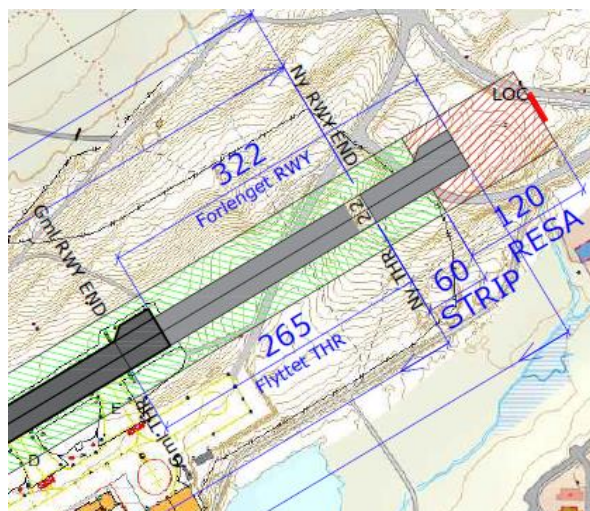 LOC
Ny RWY END
322
Forlenget RWY
22
120
RESA
Gml RWY END
Ny THR
60
STRIP
265
Flyttet THR
Gml THR
E
D